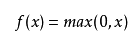 f(x) = max(0, x)